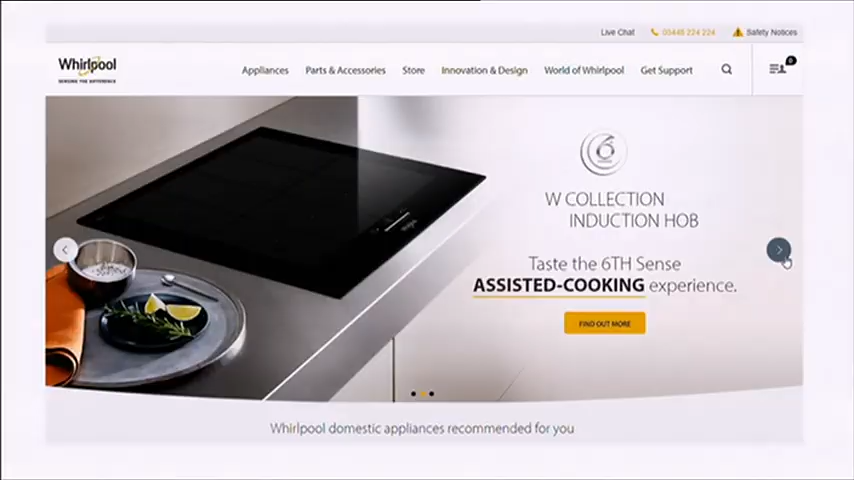 Live Chat
03448 224 224
Safety Notices
Whirlpool
SENSING THE DIFFERENCE
Appliances
Parts & Accessories
Store
Innovation & Design
World of Whirlpool
Get Support
0
6
W COLLECTION
INDUCTION HOB
Taste the 6TH Sense
ASSISTED-COOKING experience.
FIND OUT MORE
Whirlpool domestic appliances recommended for you